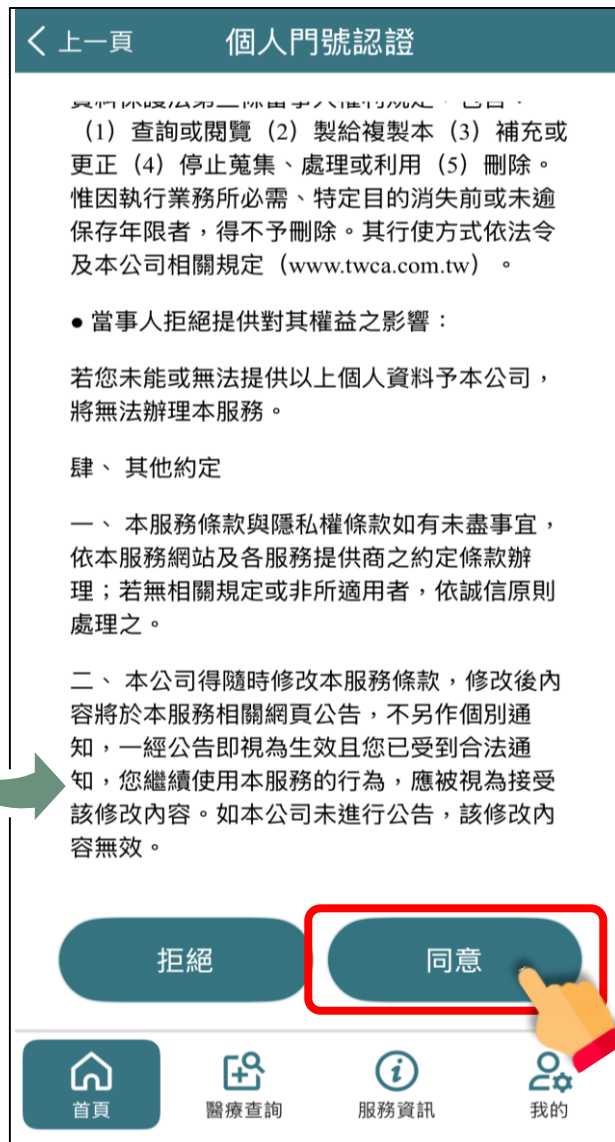 上一頁
個人門號認證
（1）查詢或閱覽（2）製給複製本（3）補充或
更正（4）停止蒐集、處理或利用（5）刪除。
惟因執行業務所必需、特定目的消失前或未逾
保存年限者，得不予刪除。其行使方式依法令
及本公司相關規定（www.twca.com.tw）。
● 當事人拒絕提供對其權益之影響：
若您未能或無法提供以上個人資料予本公司，
將無法辦理本服務。
肆、 其他約定
一、 本服務條款與隱私權條款如有未盡事宜，
依本服務網站及各服務提供商之約定條款辦
理；若無相關規定或非所適用者，依誠信原則
處理之。
二、 本公司得隨時修改本服務條款，修改後內
容將於本服務相關網頁公告，不另作個別通
知，一經公告即視為生效且您已受到合法通
知，您繼續使用本服務的行為，應被視為接受
該修改內容。如本公司未進行公告，該修改內
容無效。
拒絕
同意
首頁
醫療查詢
服務資訊
我的